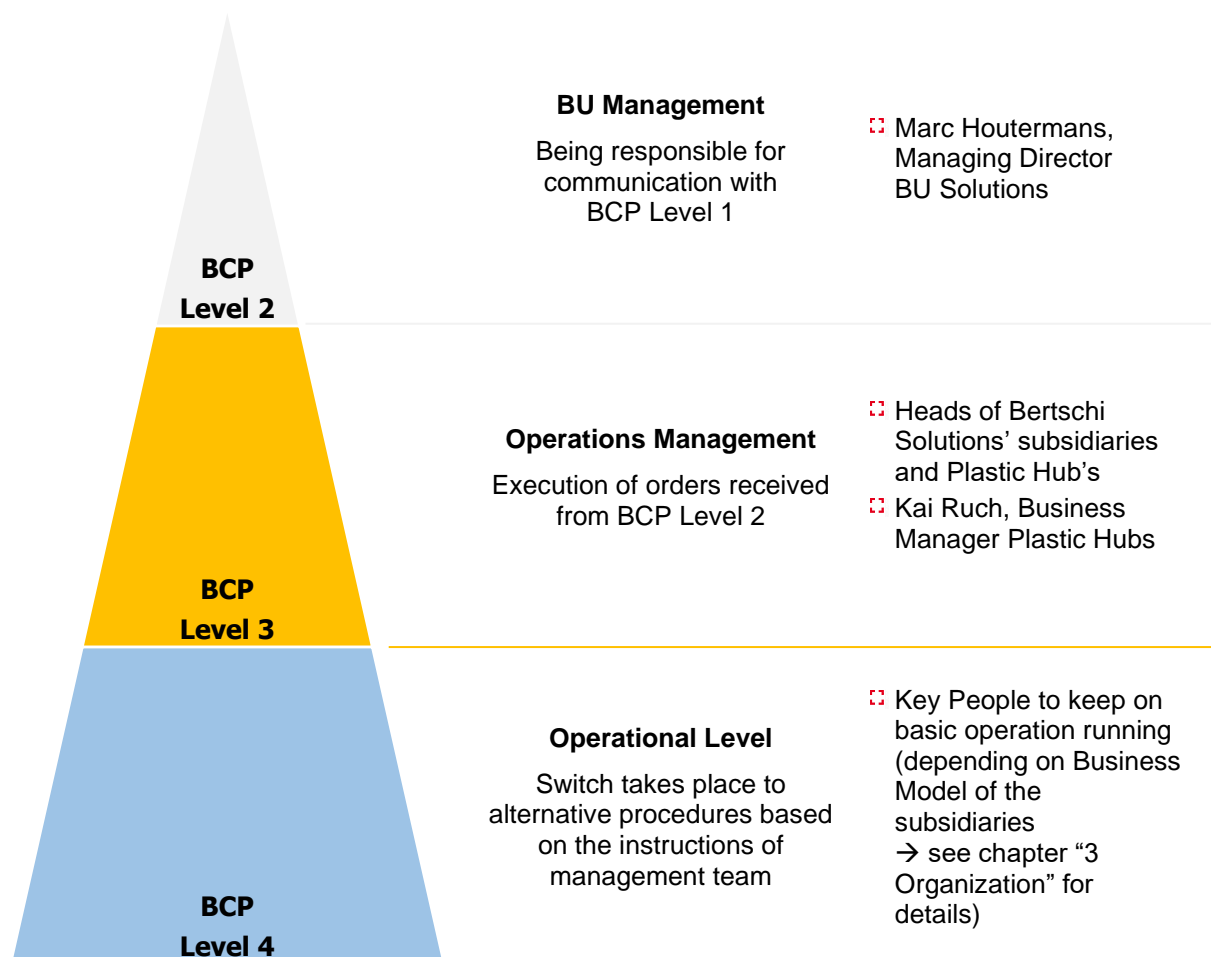 BCP
Level 2
BU Management
Being responsible for
communication with
BCP Level 1
Marc Houtermans,
Managing Director
BU Solutions
BCP
Level 3
Operations Management
Execution of orders received
from BCP Level 2
Heads of Bertschi
Solutions’ subsidiaries
and Plastic Hub’s
Kai Ruch, Business
Manager Plastic Hubs
BCP
Level 4
Operational Level
Switch takes place to
alternative procedures based
on the instructions of
management team
Key People to keep on
basic operation running
(depending on Business
Model of the
subsidiaries
→ see chapter “3
Organization” for
details)